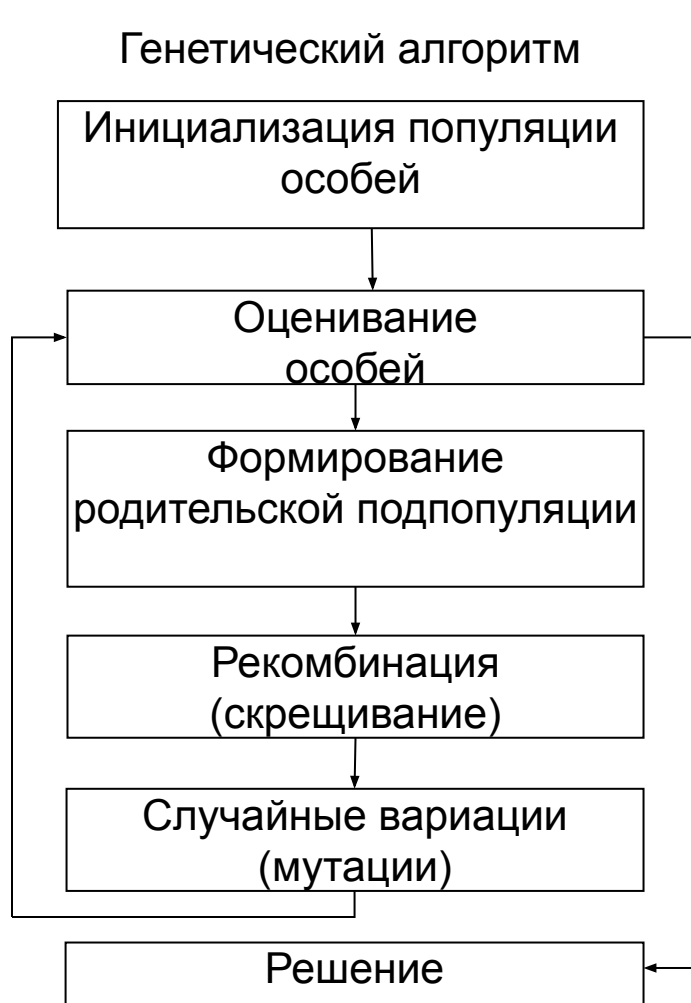 Генетический алгоритм
Инициализация популяции
особей
Оценивание
особей
Формирование
родительской подпопуляции
Рекомбинация
(скрещивание)
Случайные вариации
(мутации)
Решение